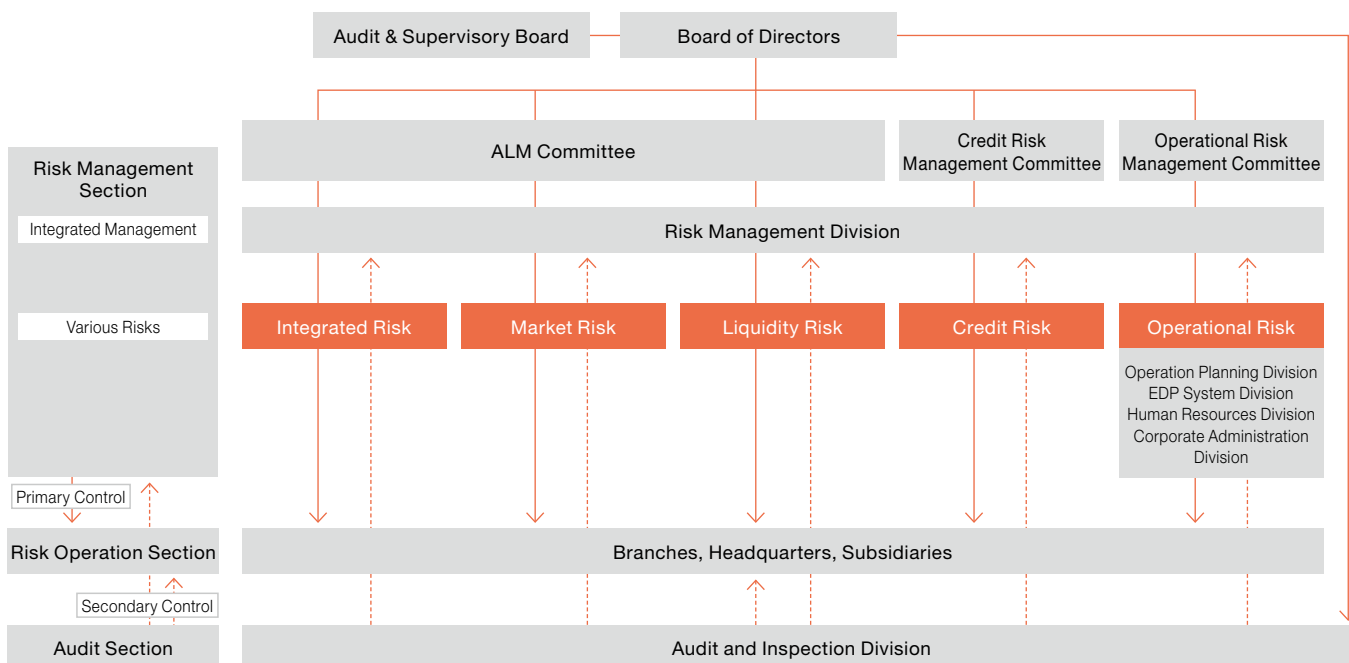 Audit & Supervisory Board
Board of Directors
ALM Committee
Credit Risk
Management Committee
Operational Risk
Management Committee
Risk Management
Section
Integrated Management
Various Risks
Risk Management Division
Integrated Risk
Market Risk
Liquidity Risk
Credit Risk
Operational Risk
Operation Planning Division
EDP System Division
Human Resources Division
Corporate Administration
Division
Primary Control
Risk Operation Section
Branches, Headquarters, Subsidiaries
Secondary Control
Audit Section
Audit and Inspection Division